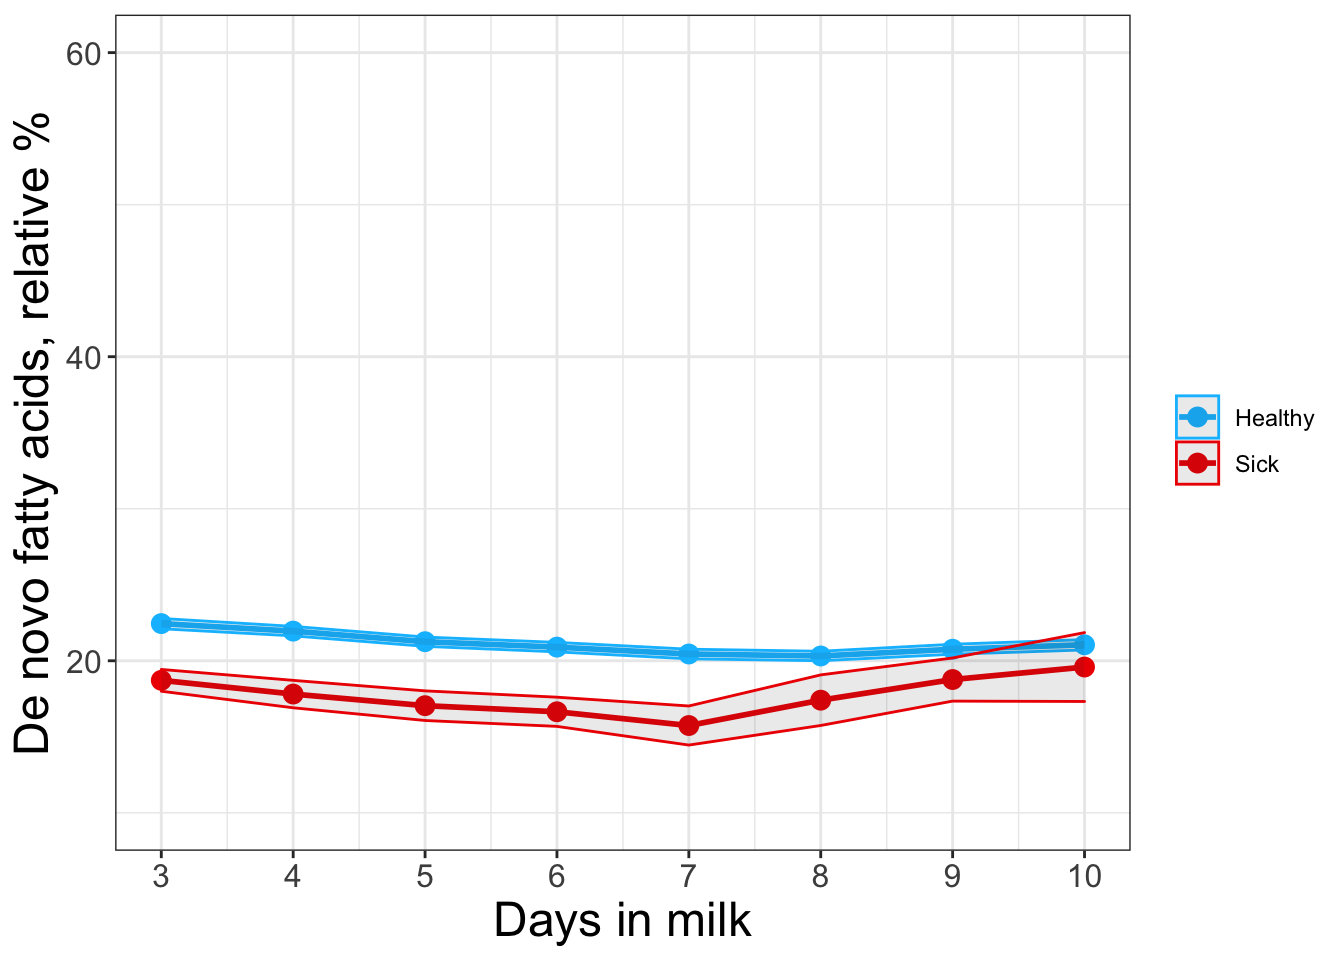 De novo fatty acids, relative %
60
40
20
3 4 5 6 7 8 9 10
Days in milk
Healthy
Sick